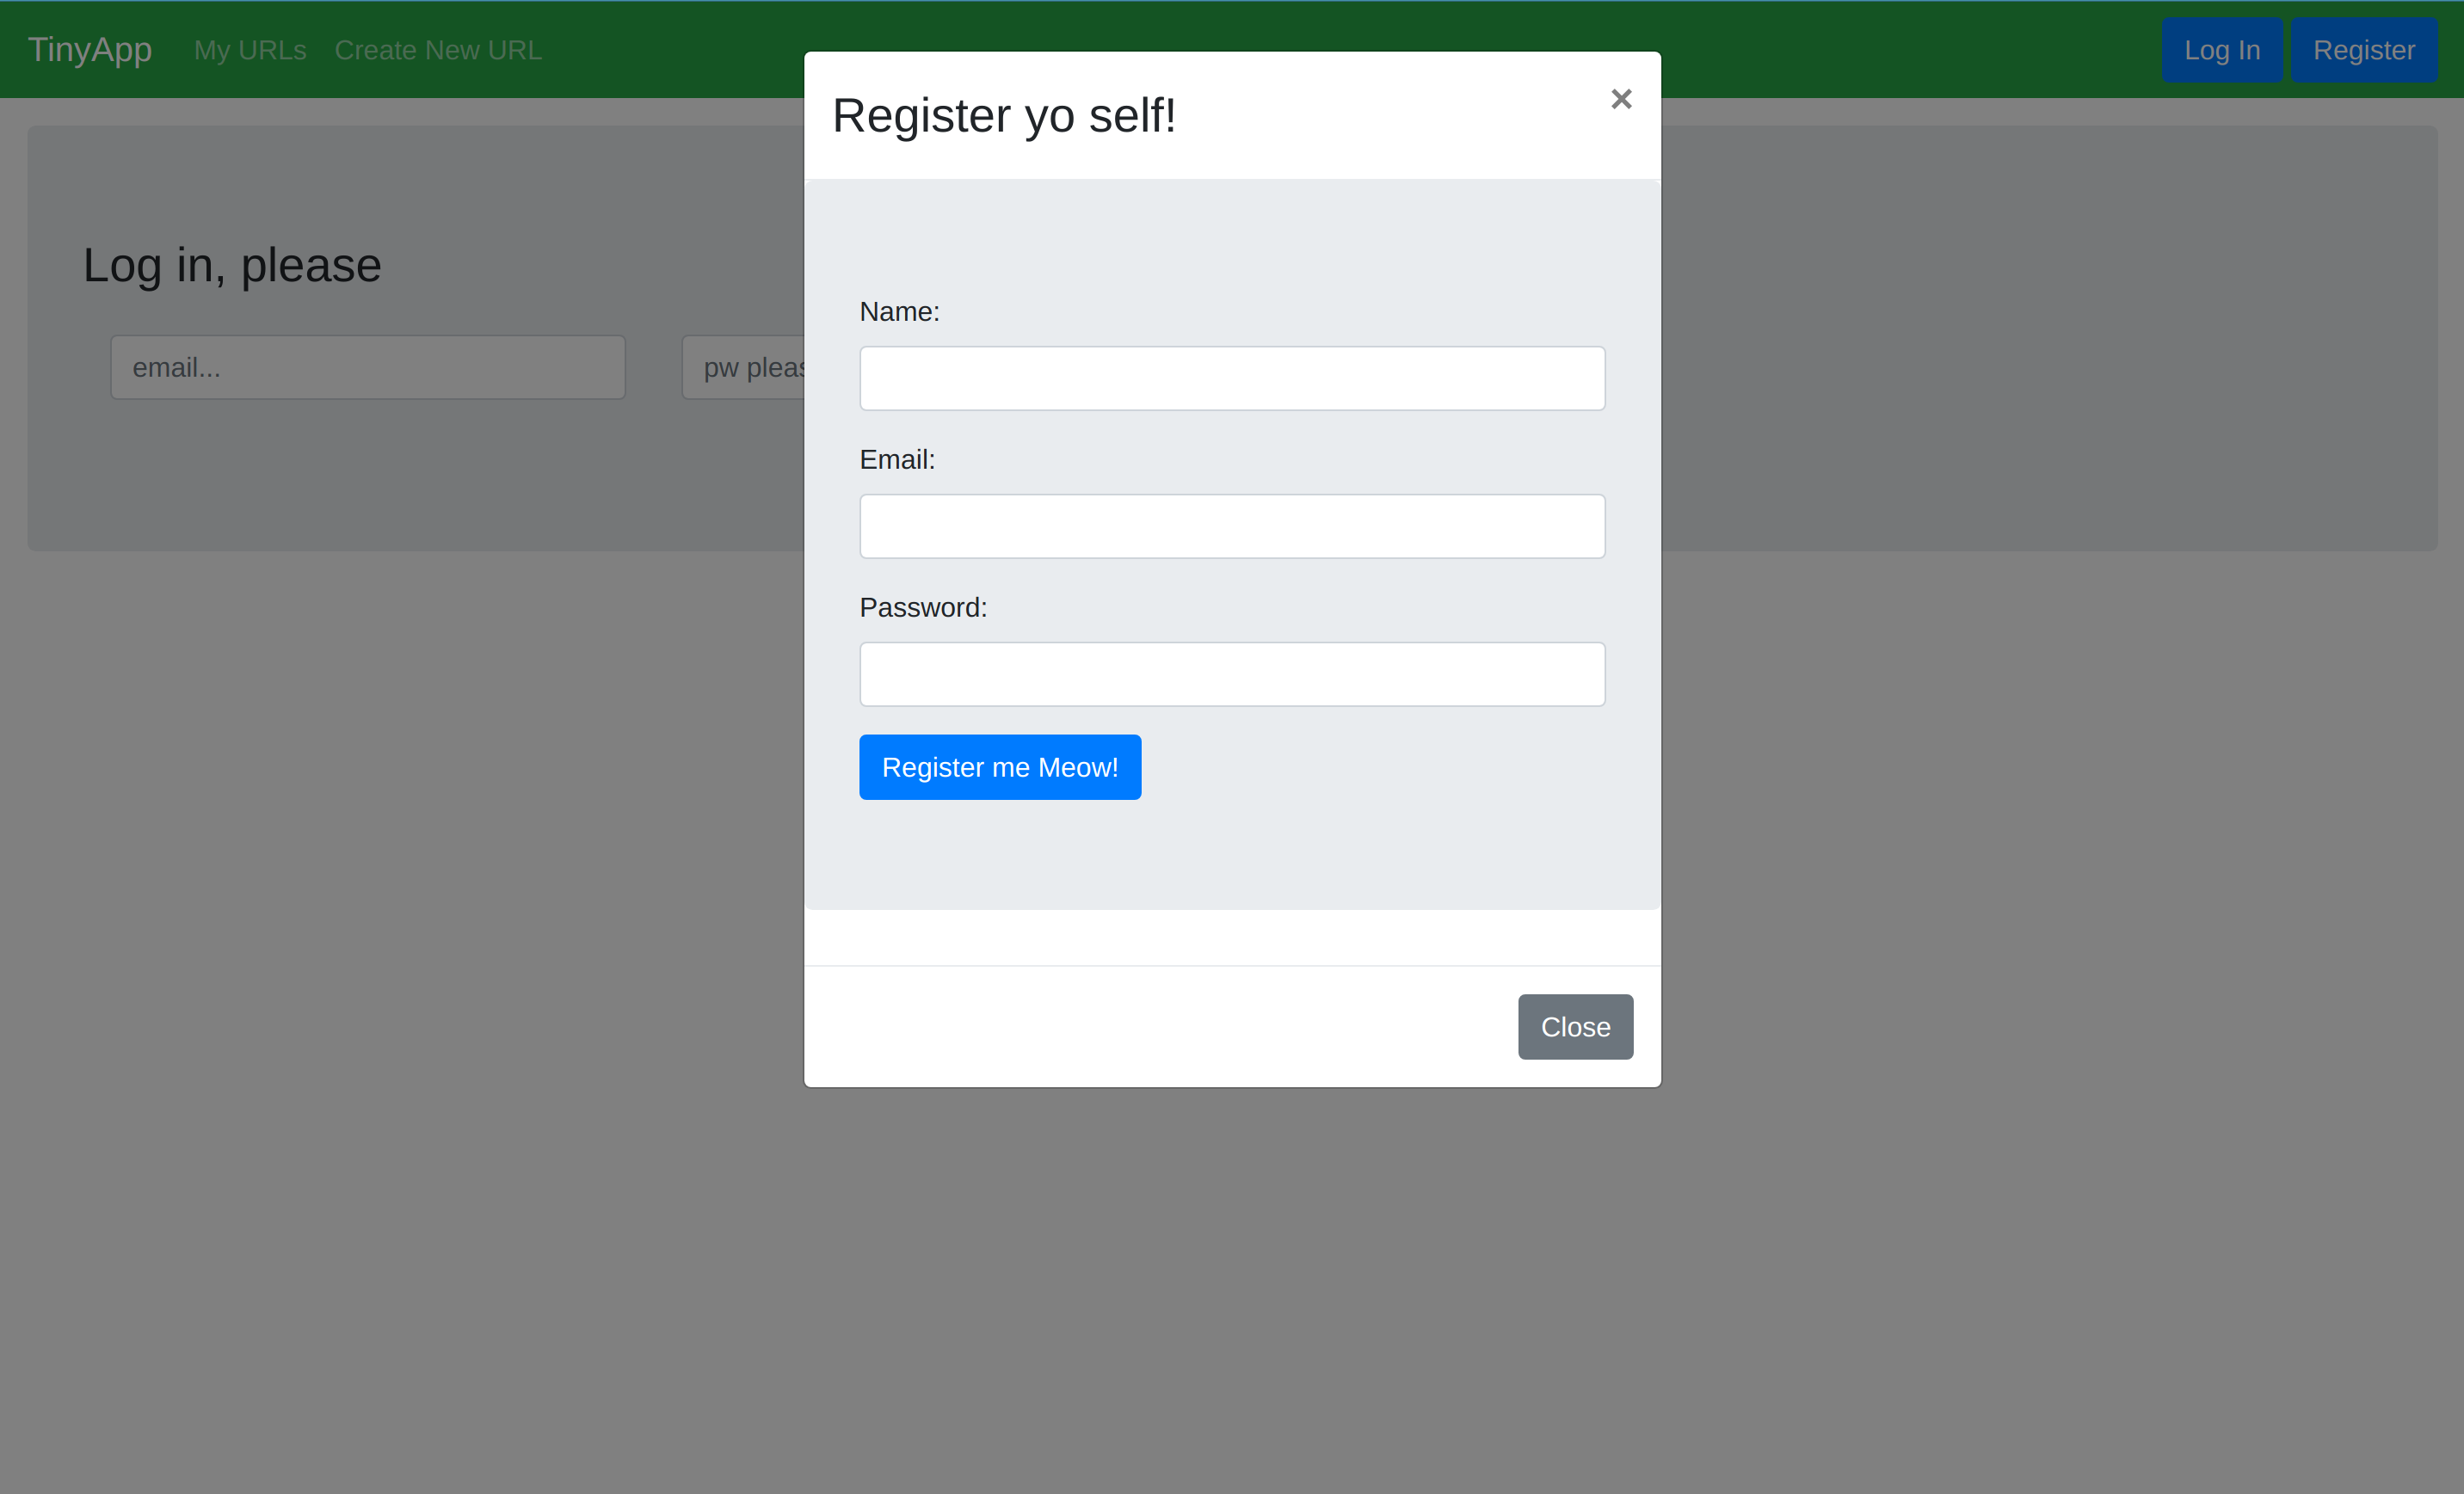 TinyApp My URLs Create New URL Log In Register
Register yo self! ×
Log in, please
email... pw pleas
Name:
Email:
Password:
Register me Meow!
Close